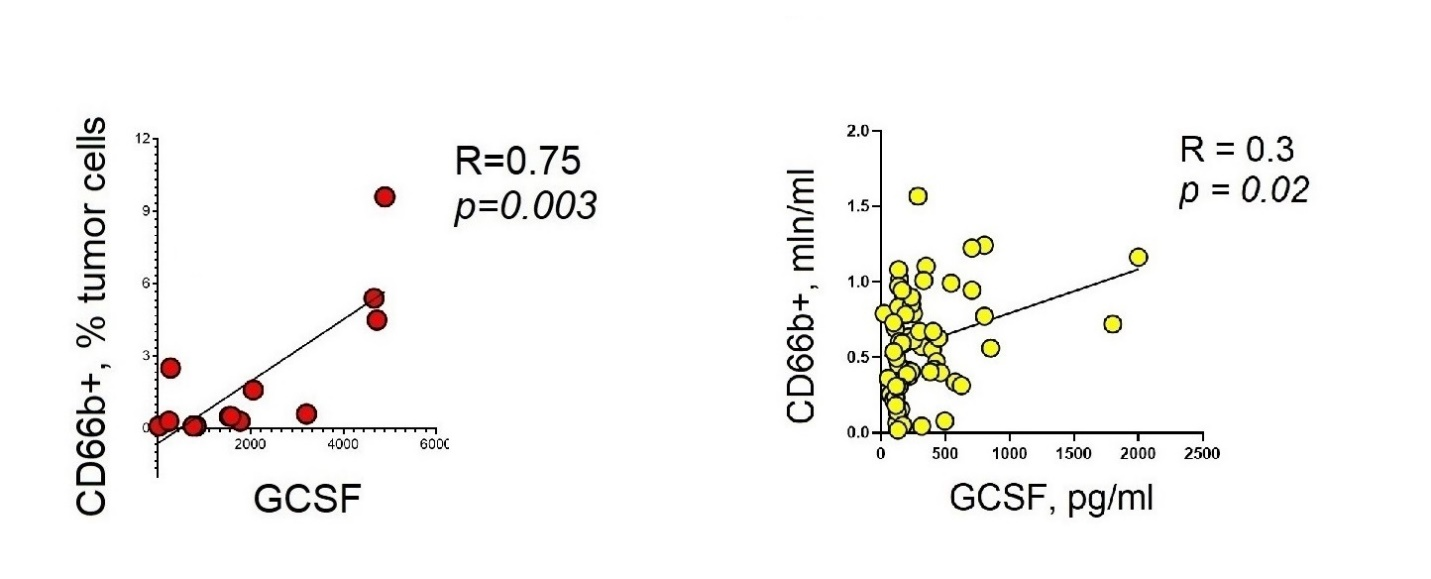 CD66b+, % tumor cells
12
9
6
3
0
2000
4000
600
R=0.75
p=0.003
GCSF
CD66b+, mln/ml
2.0
1.5
1.0
0.5
0.0
0
500
1000
1500
2000
2500
R = 0.3
p = 0.02
GCSF, pg/ml